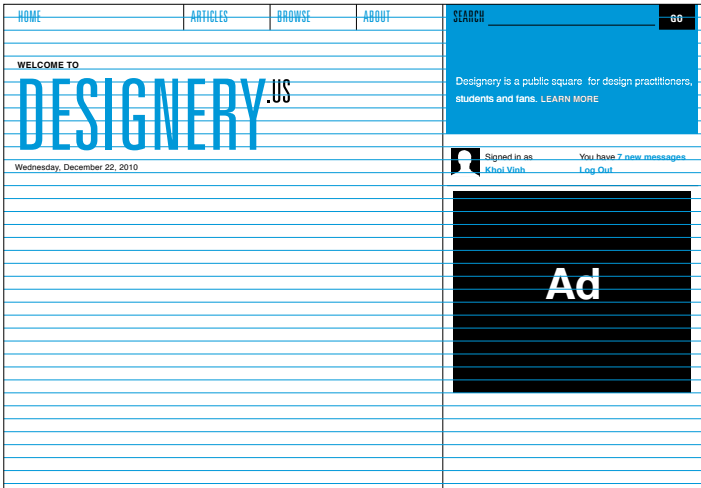 HOME ARTICLES BROWSE ABOUT SEARCH GO
WELCOME TO
DESIGNERY.US
Wednesday, December 22, 2010
Designery is a public square for design practitioners,
students and fans. LEARN MORE
Signed in as
Khoi Vinh
You have 7 new messages
Log Out
Ad